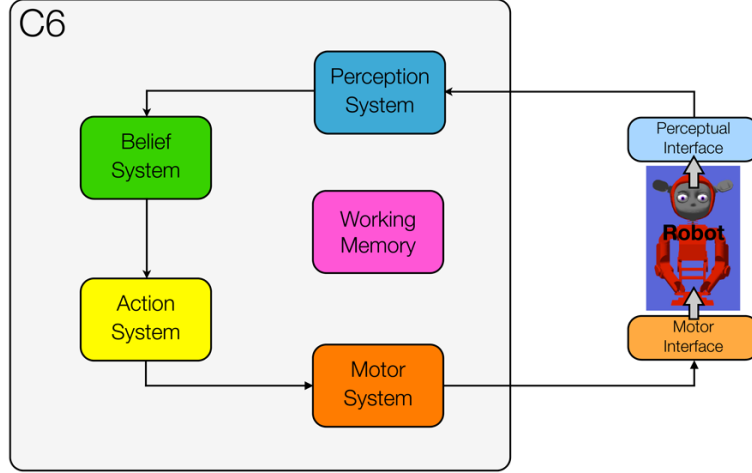 C6
Perception
System
Belief
System
Working
Memory
Action
System
Motor
System
Perceptual
Interface
Robot
Motor
Interface